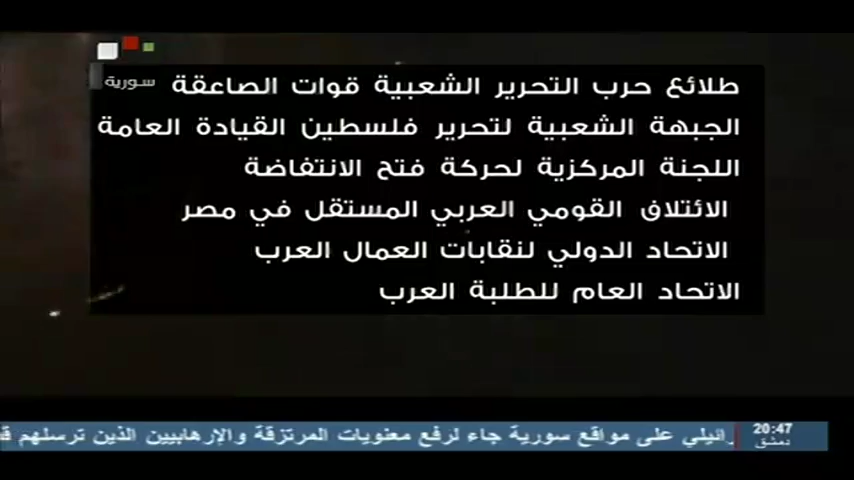 سورية
طلائع حرب التحرير الشعبية قوات الصاعقة
الجبهة الشعبية لتحرير فلسطين القيادة العامة
اللجنة المركزية لحركة فتح الانتفاضة
الائتلاف القومي العربي المستقل في مصر
الاتحاد الدولي لنقابات العمال العرب
الاتحاد العام للطلبة العرب
20:47
دمشق
رائيلي على مواقع سورية جاء لرفع معنويات المرتزقة والإرهابيين الذين ترسلهم